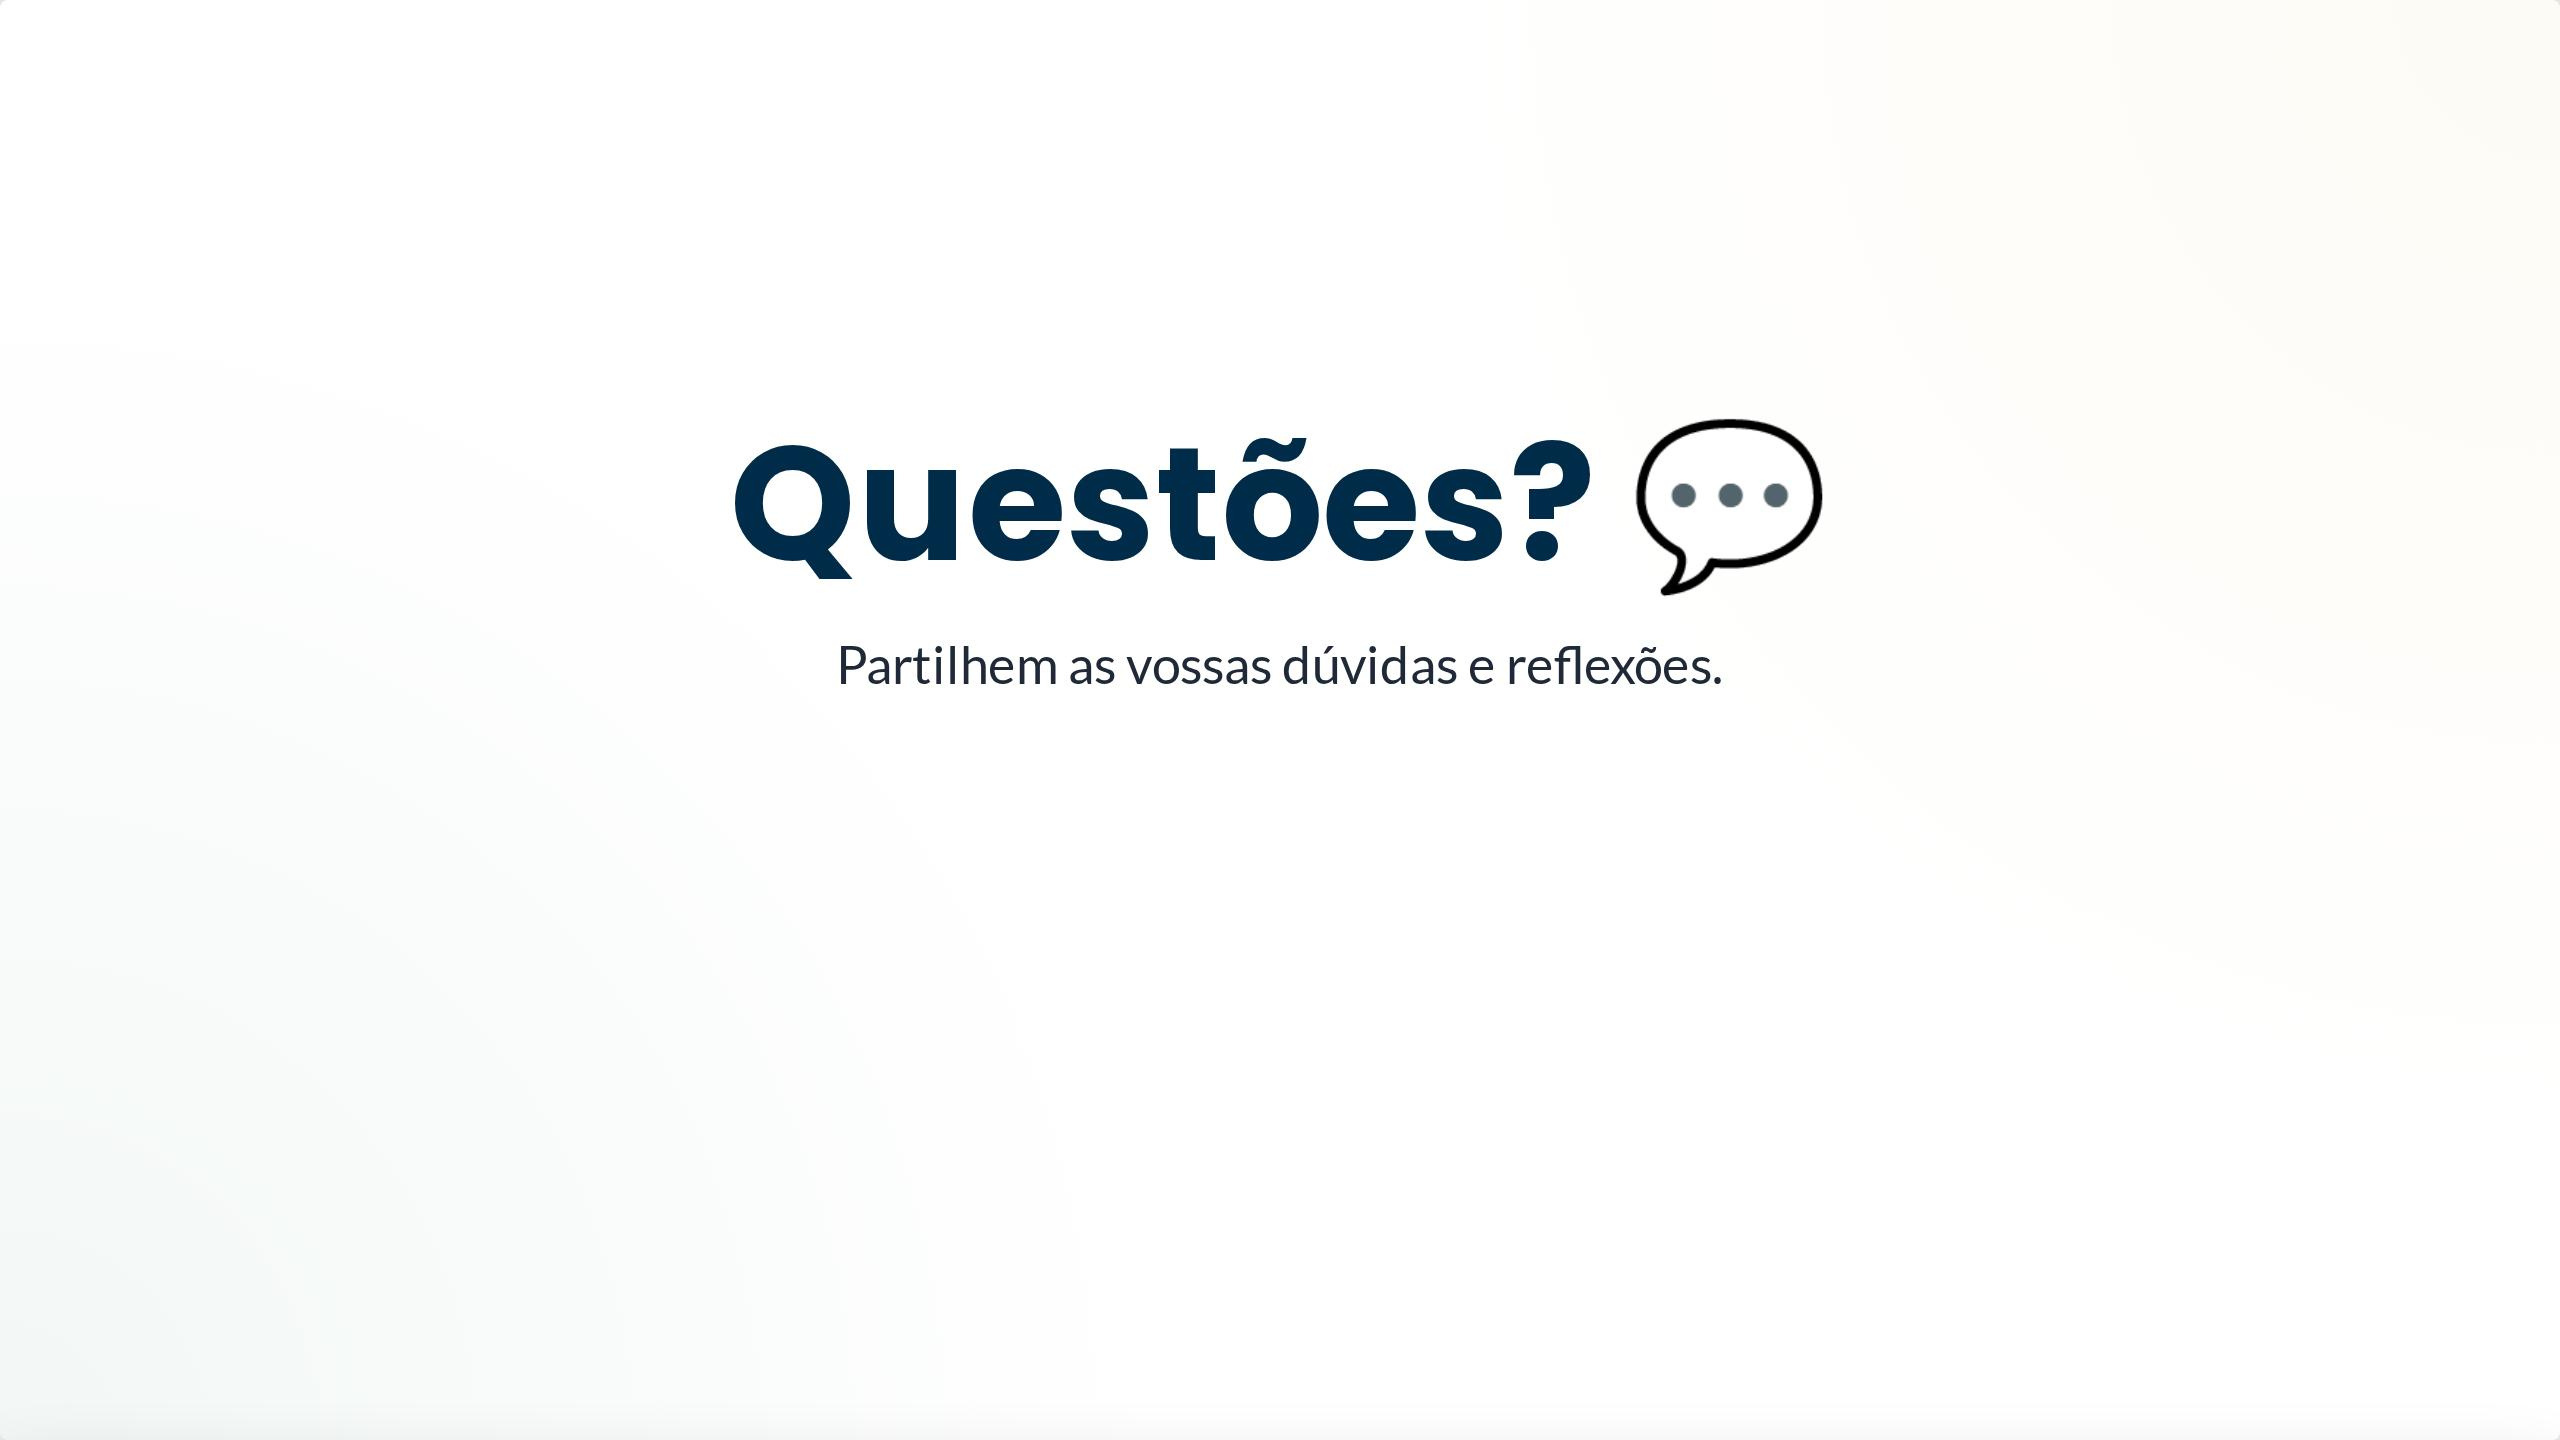 Questões? 💬
Partilhem as vossas dúvidas e reflexões.